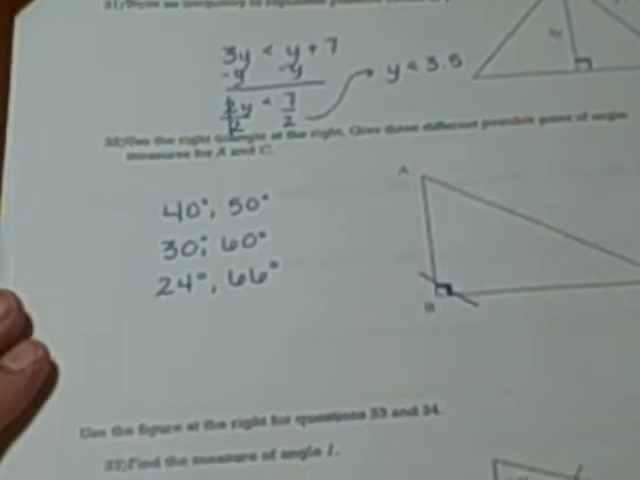 3y < y + 7
-y -y
2y < 7
2 2
y < 3.5
32) Use the right triangle at the right. Give three different possible pairs of angle
measures for A and C.
A
40°, 50°
30°, 60°
24°, 66°
B
Use the figure at the right for questions 33 and 34.
33) Find the measure of angle 1.